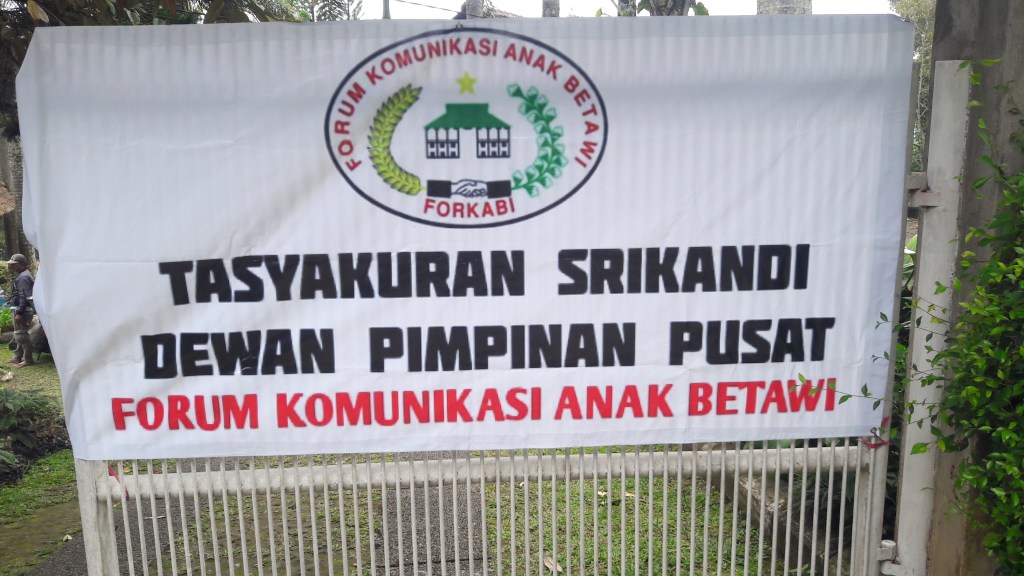 FORUM KOMUNIKASI ANAK BETAWI
FORKABI
TASYAKURAN SRIKANDI
DEWAN PIMPINAN PUSAT
FORUM KOMUNIKASI ANAK BETAWI